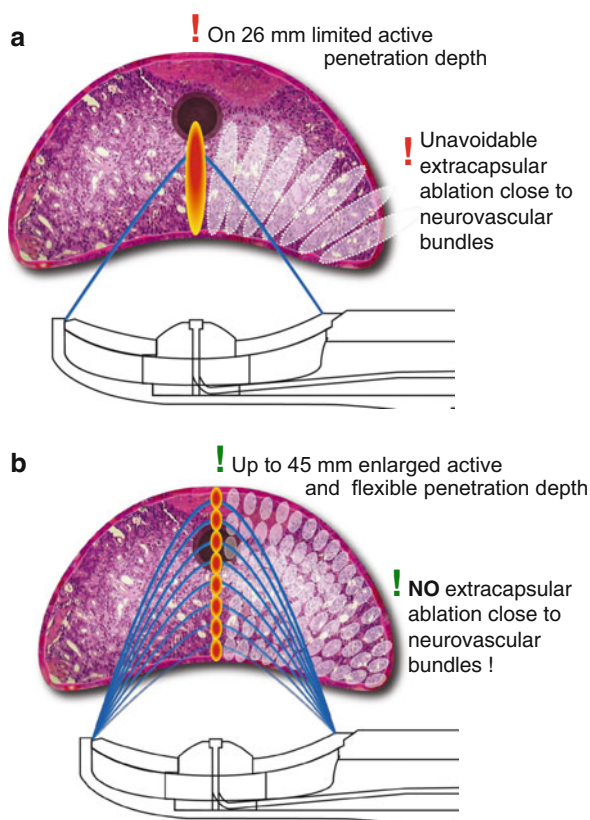 a
! On 26 mm limited active
penetration depth
! Unavoidable
extracapsular
ablation close to
neurovascular
bundles
b
! Up to 45 mm enlarged active
and flexible penetration depth
! NO extracapsular
ablation close to
neurovascular
bundles !